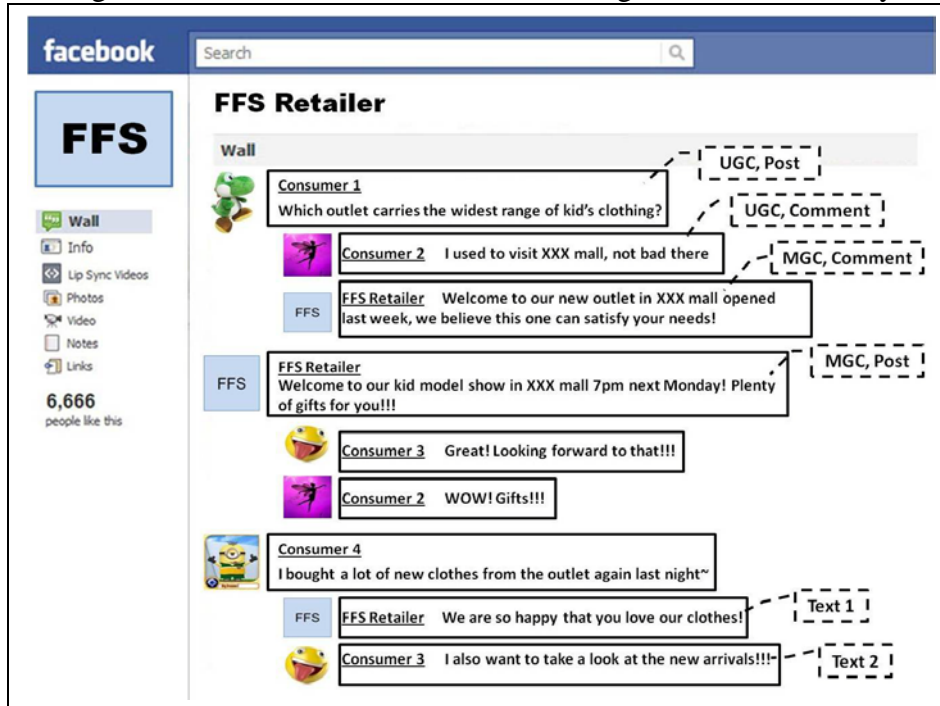 facebook
Search
FFS
FFS Retailer
Wall
Wall
Info
Lip Sync Videos
Photos
Video
Notes
Links
6,666
people like this
Consumer 1
Which outlet carries the widest range of kid's clothing?
UGC, Post
Consumer 2 I used to visit XXX mall, not bad there
UGC, Comment
FFS
FFS Retailer Welcome to our new outlet in XXX mall opened
last week, we believe this one can satisfy your needs!
MGC, Comment
FFS
FFS Retailer
Welcome to our kid model show in XXX mall 7pm next Monday! Plenty
of gifts for you!!!
MGC, Post
Consumer 3 Great! Looking forward to that!!!
Consumer 2 WOW! Gifts!!!
Consumer 4
I bought a lot of new clothes from the outlet again last night~
FFS
FFS Retailer We are so happy that you love our clothes!
Text 1
Consumer 3 I also want to take a look at the new arrivals!!!
Text 2